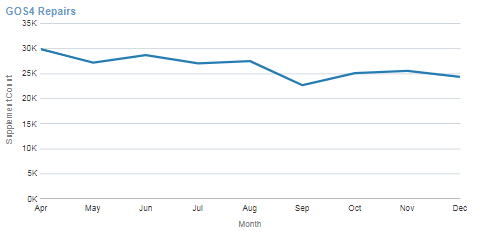 GOS4 Repairs
35K
30K
25K
20K
15K
10K
5K
0K
SupplementCount
Apr May Jun Jul Aug Sep Oct Nov Dec
Month